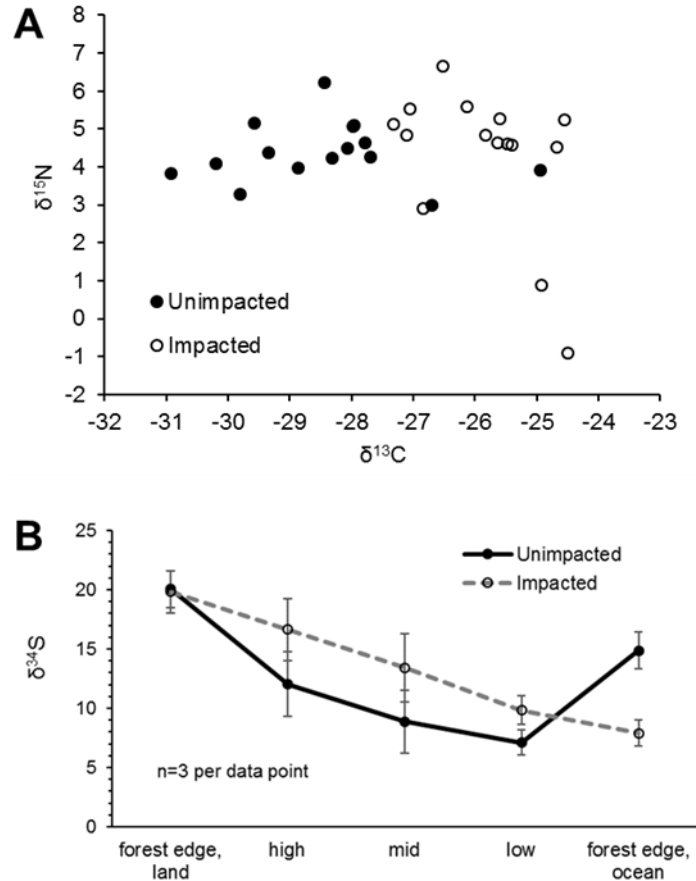 A
8
7
6
5
4
3
2
1
0
-1
-2
δ15N
Unimpacted
Impacted
-32 -31 -30 -29 -28 -27 -26 -25 -24 -23
δ13C
B
25
20
15
10
5
0
δ34S
Unimpacted
Impacted
n=3 per data point
forest edge, land
high
mid
low
forest edge, ocean